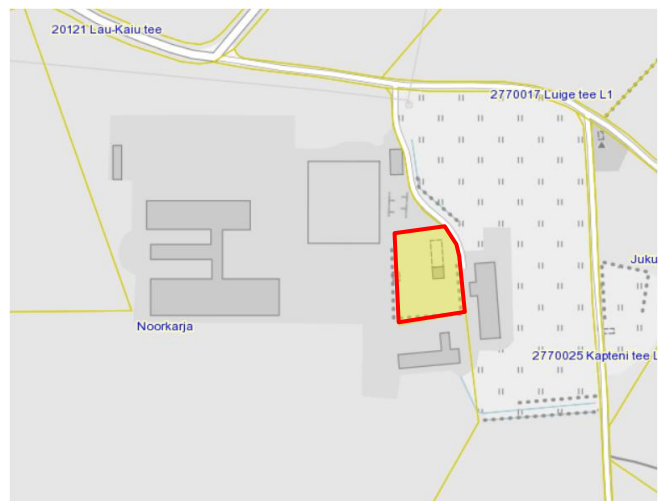 20121 Lau-Kaiu tee
2770017 Luige tee L1
Juku
Noorkarja
2770025 Kapteni tee L